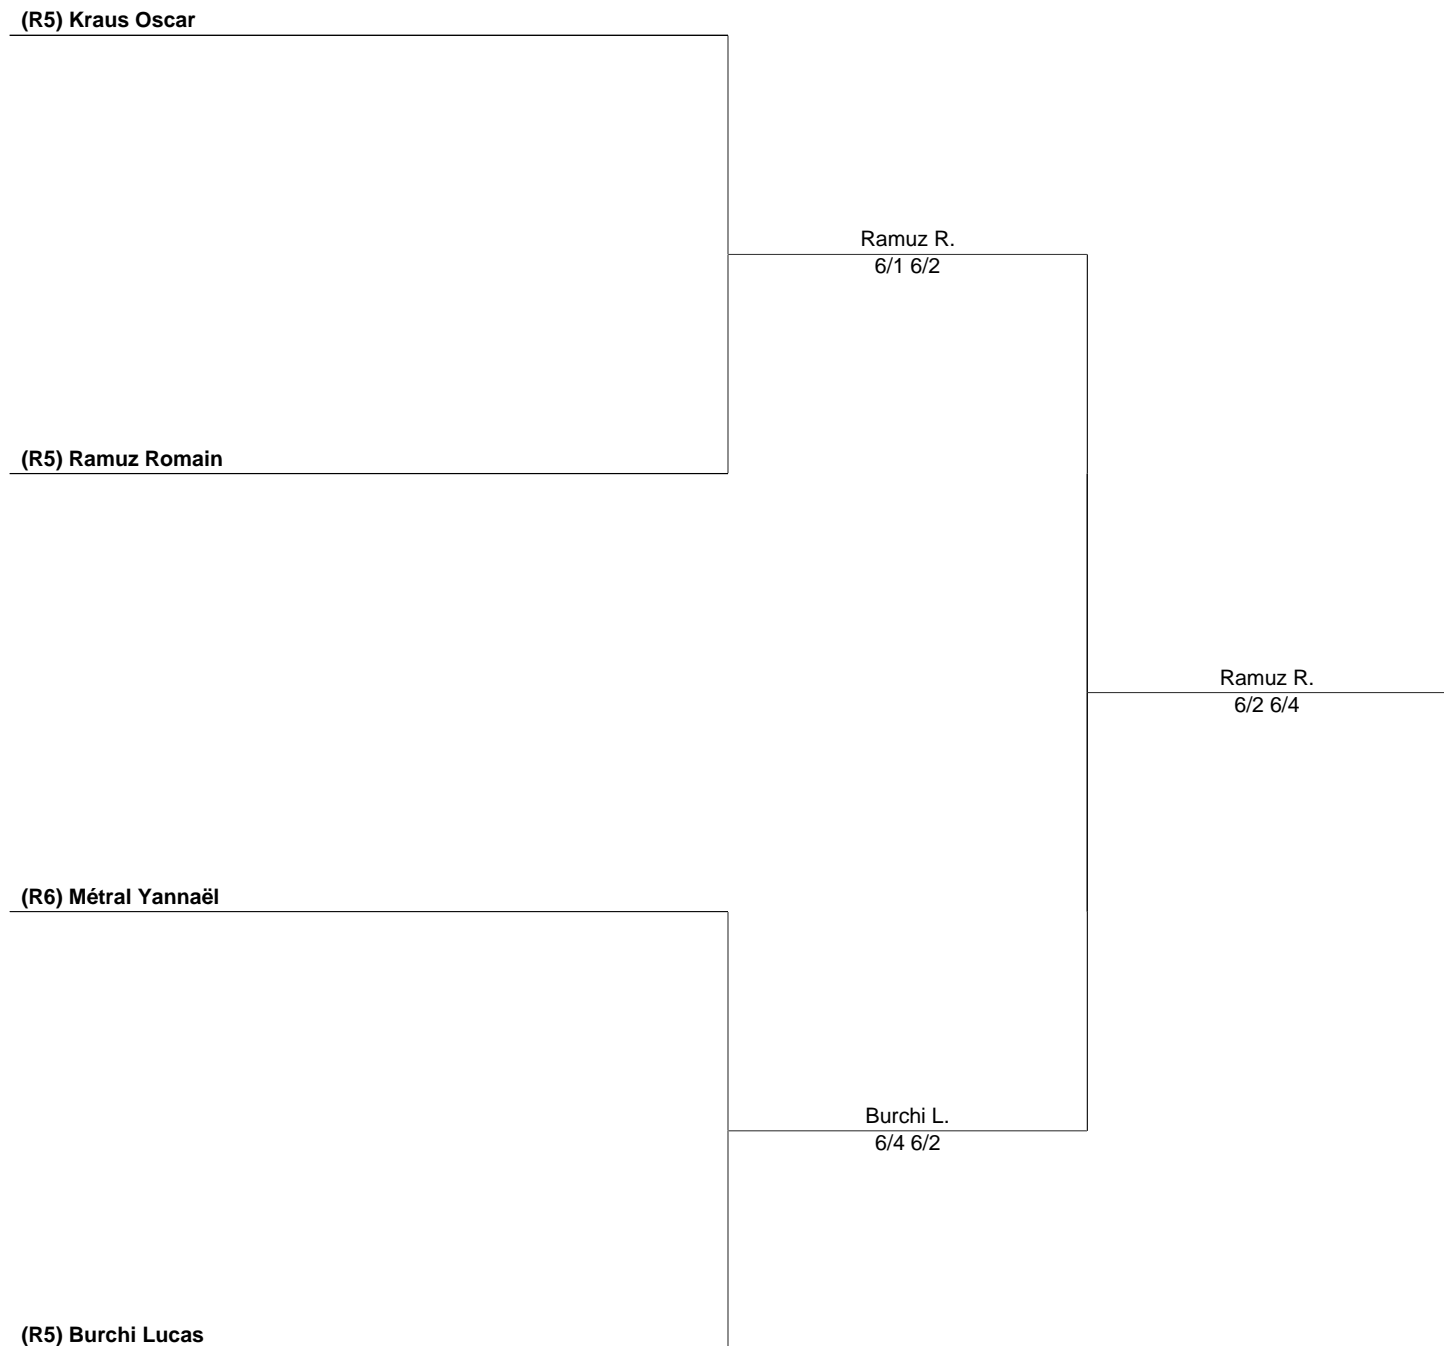 (R5) Kraus Oscar
Ramuz R.
6/1 6/2
(R5) Ramuz Romain
Ramuz R.
6/2 6/4
(R6) Métral Yannaël
Burchi L.
6/4 6/2
(R5) Burchi Lucas